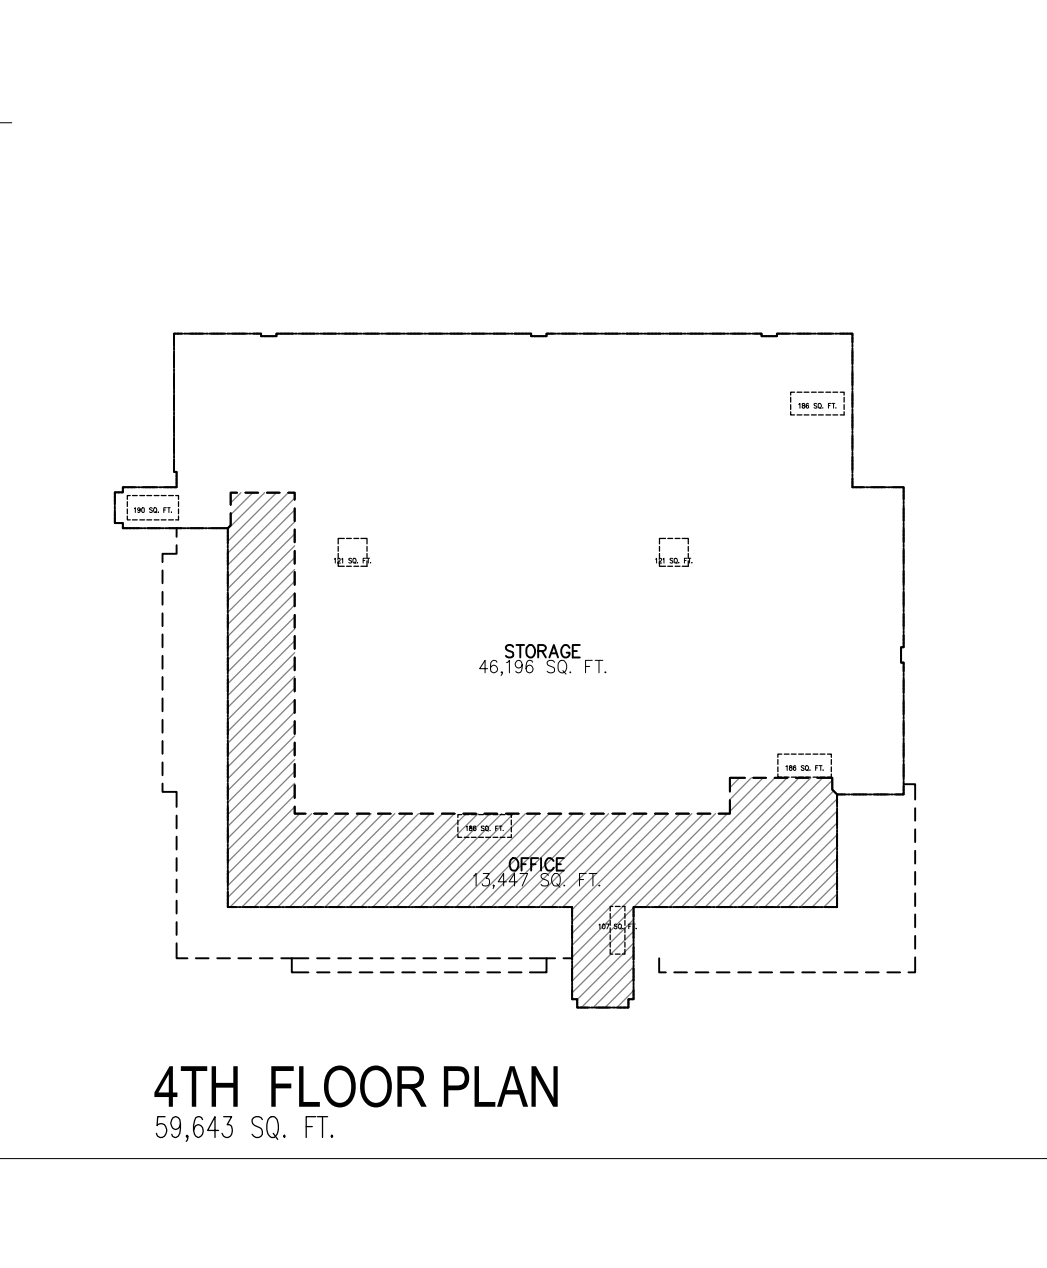 186 SQ. FT.
190 SQ. FT.
121 SQ. FT.
121 SQ. FT.
STORAGE
46,196 SQ. FT.
186 SQ. FT.
186 SQ. FT.
OFFICE
13,447 SQ. FT.
107 SQ. FT.
4TH FLOOR PLAN
59,643 SQ. FT.